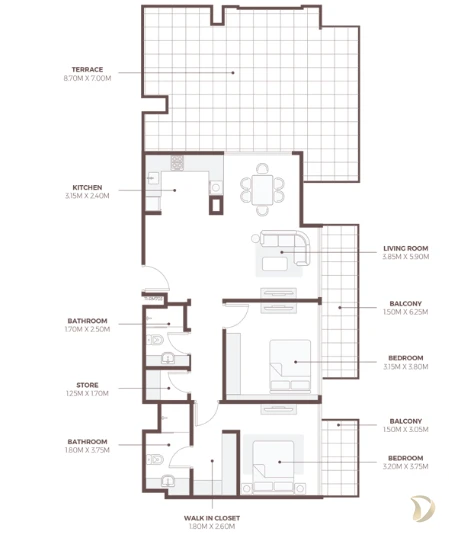 TERRACE
8.70M X 7.00M
KITCHEN
3.15M X 2.40M
LIVING ROOM
3.85M X 5.90M
BALCONY
1.50M X 6.25M
BATHROOM
1.70M X 2.50M
BEDROOM
3.15M X 3.80M
STORE
1.25M X 1.70M
BALCONY
1.50M X 3.05M
BATHROOM
1.80M X 3.75M
BEDROOM
3.20M X 3.75M
WALK IN CLOSET
1.80M X 2.60M